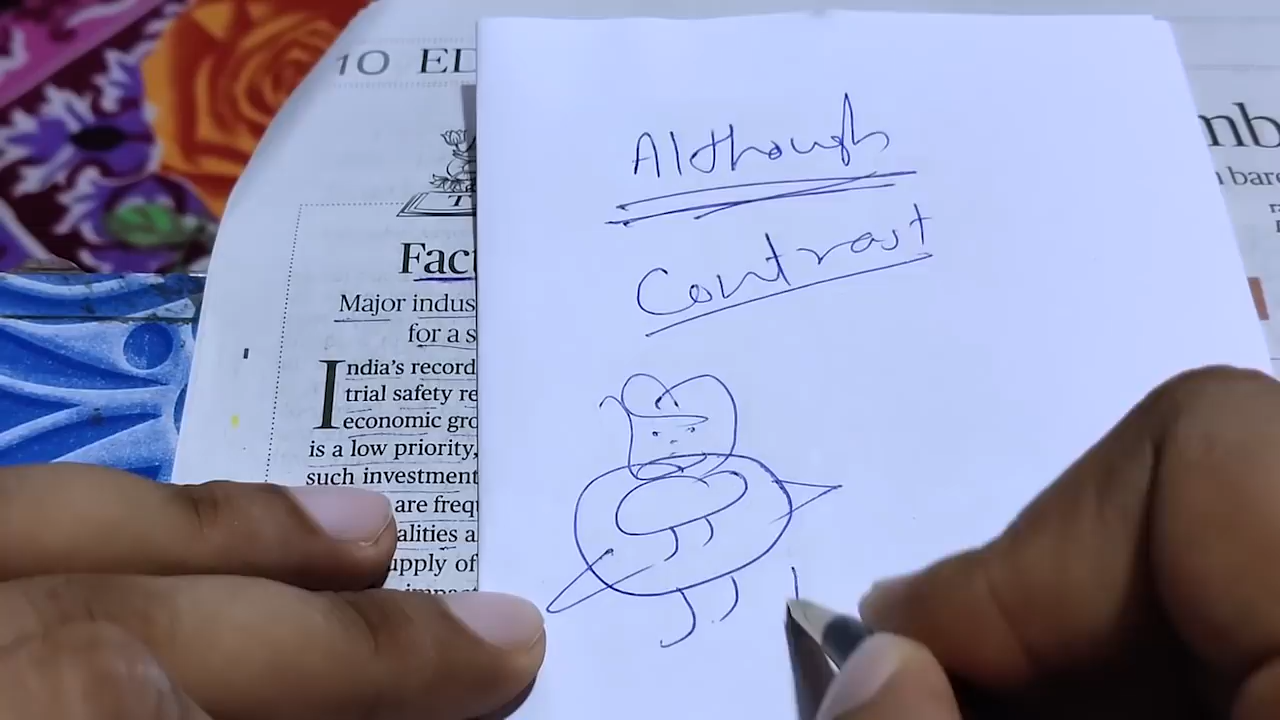 10 ED
Although
Contrast
Fact
Major indus
for a s
India's record
trial safety re
economic gro
is a low priority,
such investment
are freq
alities a
upply of
T
mb
n bare